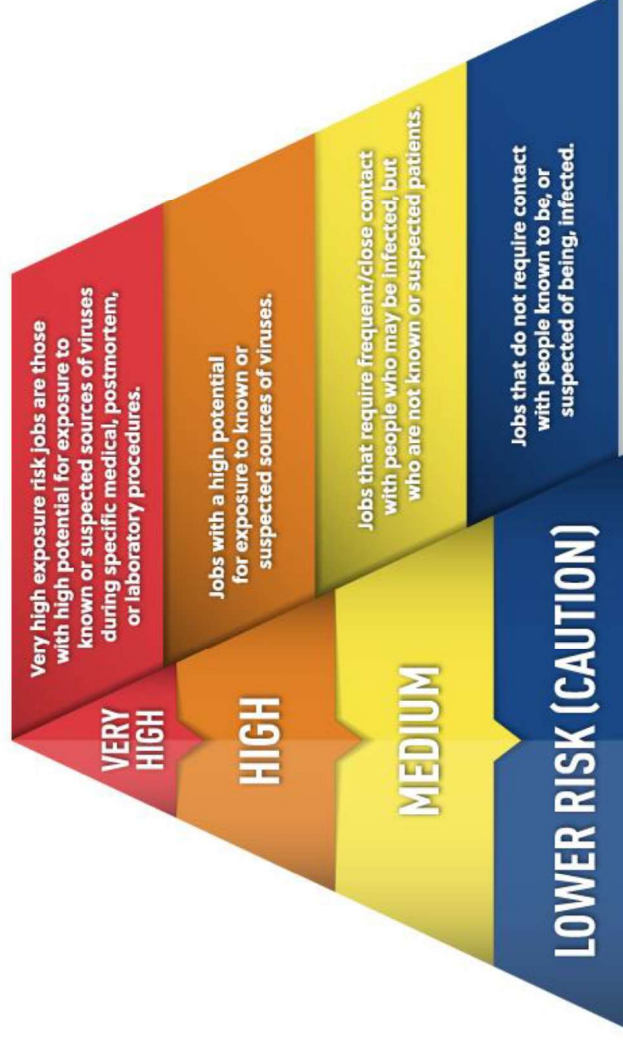 VERY
HIGH
Very high exposure risk jobs are those
with high potential for exposure to
known or suspected sources of viruses
during specific medical, postmortem,
or laboratory procedures.
HIGH
Jobs with a high potential
for exposure to known or
suspected sources of viruses.
MEDIUM
Jobs that require frequent/close contact
with people who may be infected, but
who are not known or suspected patients.
LOWER RISK (CAUTION)
Jobs that do not require contact
with people known to be, or
suspected of being, infected.